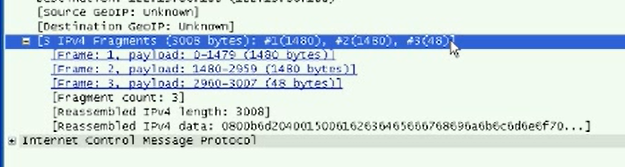 [Source GeoIP: Unknown]
[Destination GeoIP: Unknown]
[3 IPv4 Fragments (3008 bytes): #1(1480), #2(1480), #3(48)]
[Frame: 1, payload: 0-1479 (1480 bytes)]
[Frame: 2, payload: 1480-2959 (1480 bytes)]
[Frame: 3, payload: 2960-3007 (48 bytes)]
[Fragment count: 3]
[Reassembled IPv4 length: 3008]
[Reassembled IPv4 data: 0800b6d2040015006162636465666768696a6b6c6d6e6f70...]
Internet Control Message Protocol